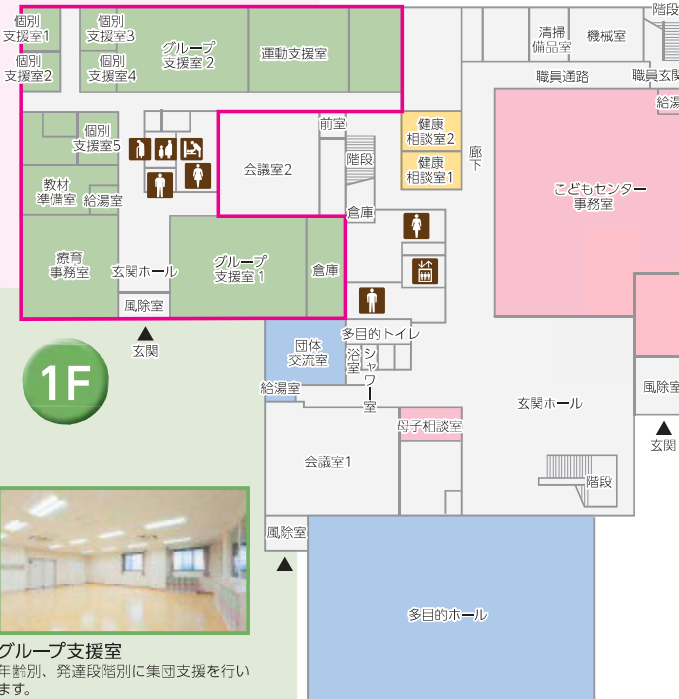 個別
支援室1
個別
支援室3
グループ
支援室2
運動支援室
清掃
備品室
機械室
階段
個別
支援室2
個別
支援室4
職員通路
職員玄関
給湯
個別
支援室5
会議室2
前室
階段
健康
相談室2
健康
相談室1
廊下
こどもセンター
事務室
教材
準備室
給湯室
倉庫
療育
事務室
玄関ホール
グループ
支援室1
倉庫
風除室
玄関
多目的トイレ
団体
交流室
浴室
シャワー室
給湯室
1F
母子相談室
玄関ホール
風除室
玄関
会議室1
階段
風除室
多目的ホール
グループ支援室
年齢別、発達段階別に集団支援を行い
ます。